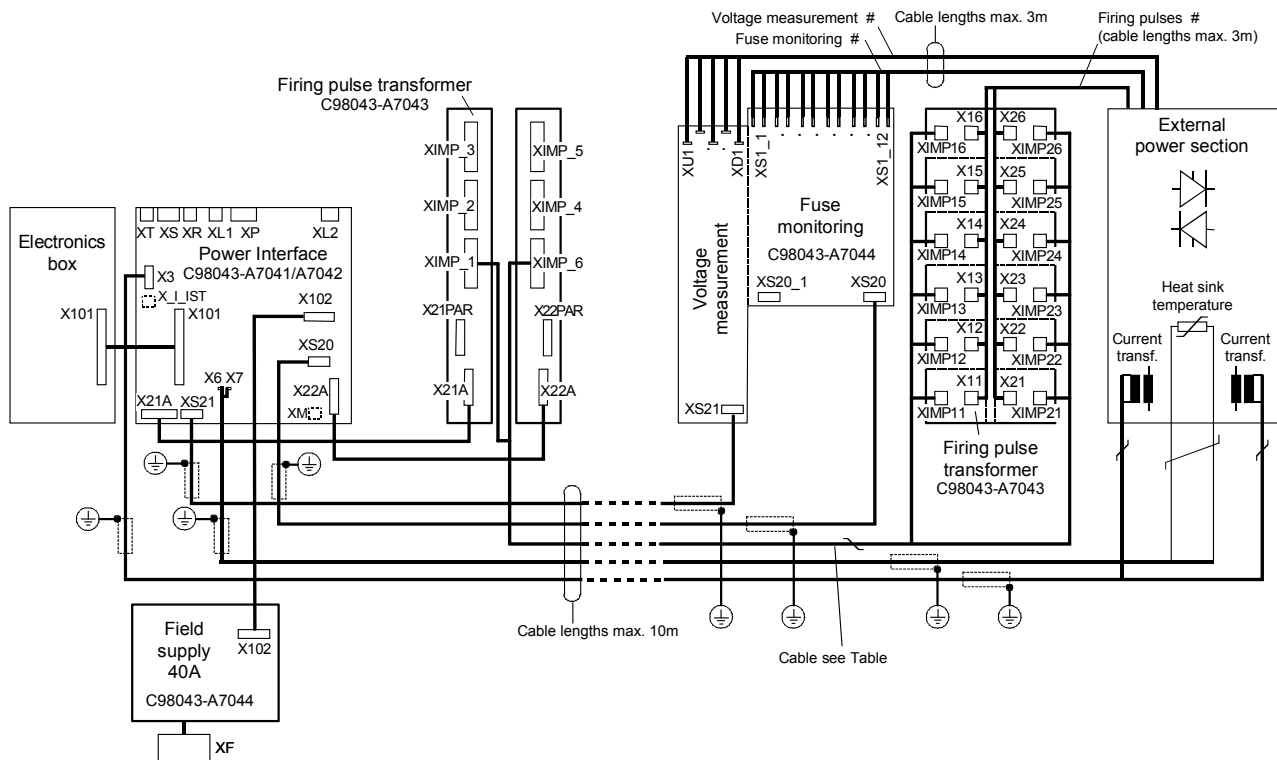 Voltage measurement #
Fuse monitoring #
Cable lengths max. 3m
Firing pulses #
(cable lengths max. 3m)
Firing pulse transformer
C98043-A7043
XIMP_3
XIMP_2
XIMP_1
X21PAR
X21A
XIMP_5
XIMP_4
XIMP_6
X22PAR
X22A
Electronics
box
X101
XT XS XR XL1 XP XL2
Power Interface
C98043-A7041/A7042
X3
X_I_IST
X101
X102
XS20
X6 X7
X22A
XM
X21A XS21
XU1
XD1
Voltage
measurement
XS21
XS1_1
XS1_12
Fuse
monitoring
C98043-A7044
XS20_1
XS20
X16 X26
XIMP16 XIMP26
X15 X25
XIMP15 XIMP25
X14 X24
XIMP14 XIMP24
X13 X23
XIMP13 XIMP23
X12 X22
XIMP12 XIMP22
X11 X21
XIMP11 XIMP21
Firing pulse
transformer
C98043-A7043
External
power section
Heat sink
temperature
Current
transf.
Current
transf.
Cable lengths max. 10m
Cable see Table
Field
supply
40A
X102
C98043-A7044
XF